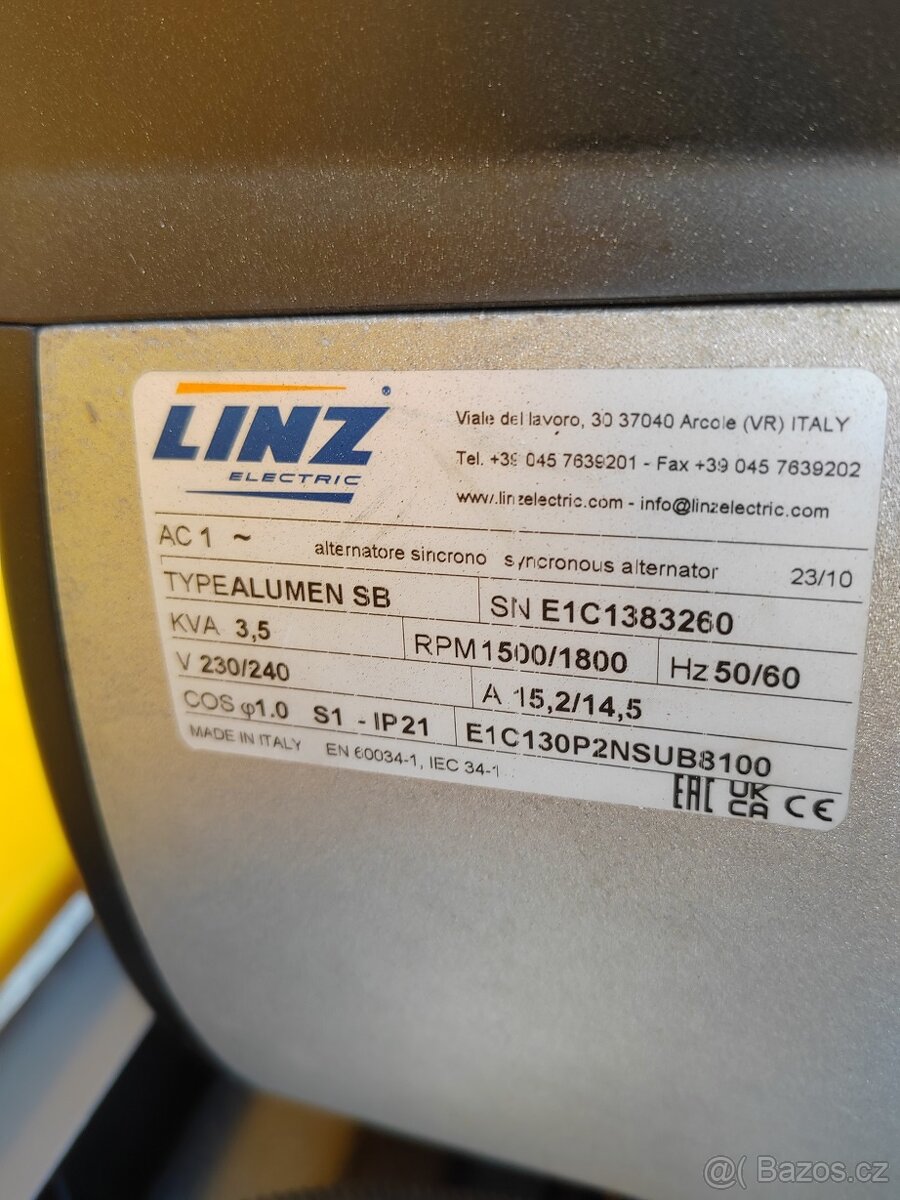 LINZ®
ELECTRIC
Viale del lavoro, 30 37040 Arcole (VR) ITALY
Tel. +39 045 7639201 - Fax +39 045 7639202
www.linzelectric.com - info@linzelectric.com
AC 1 ~ alternatore sincrono synchronous alternator 23/10
TYPE ALUMEN SB SN E1C1383260
KVA 3,5 RPM 1500/1800 Hz 50/60
V 230/240 A 15,2/14,5
COS φ1.0 S1 - IP21 E1C130P2NSUB8100
MADE IN ITALY EN 60034-1, IEC 34-1
EAC UK CA CE
@( Bazos.cz